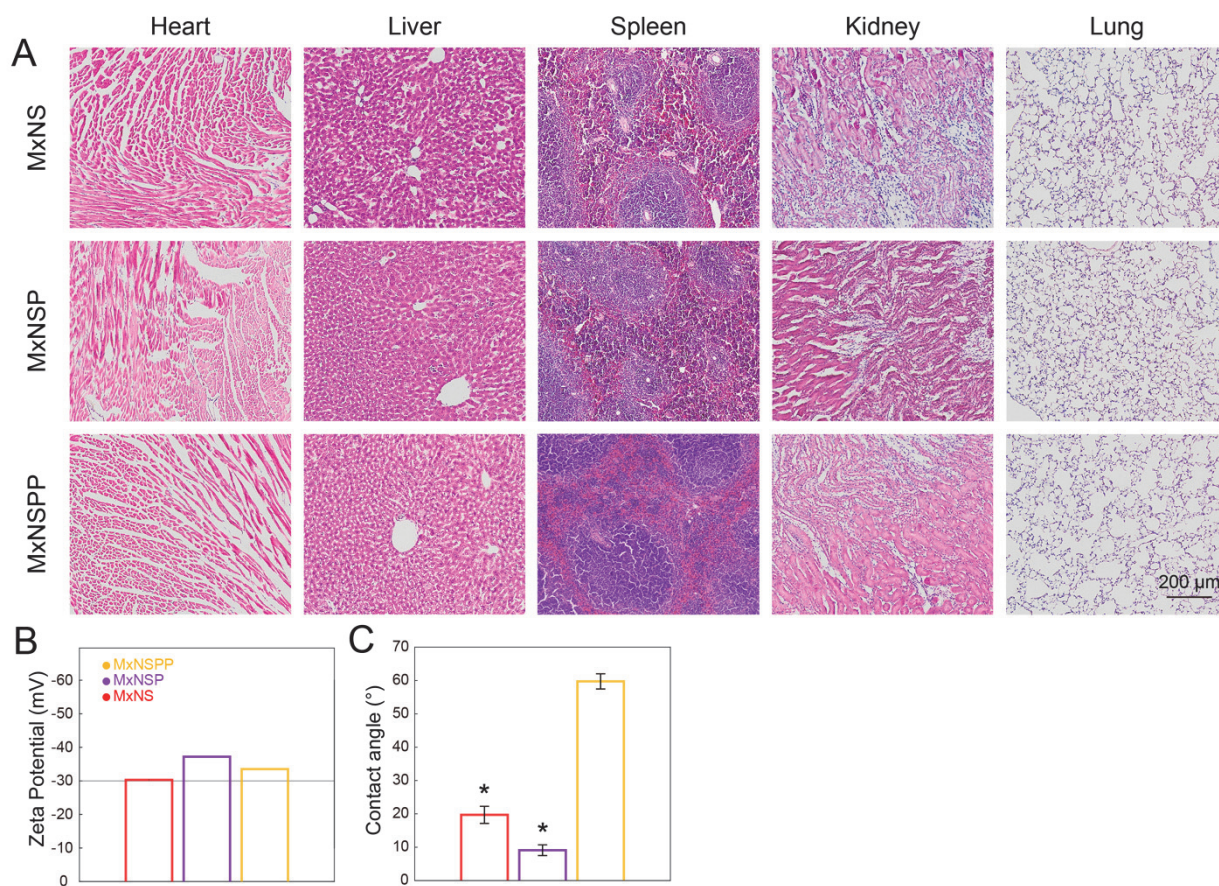 Heart Liver Spleen Kidney Lung
A
MxNS
MxNSP
MxNSPP
200 µm
B
Zeta Potential (mV)
-60
-50
-40
-30
-20
-10
0
MxNSPP
MxNSP
MxNS
C
Contact angle (°)
70
60
50
40
30
20
10
0
*
*